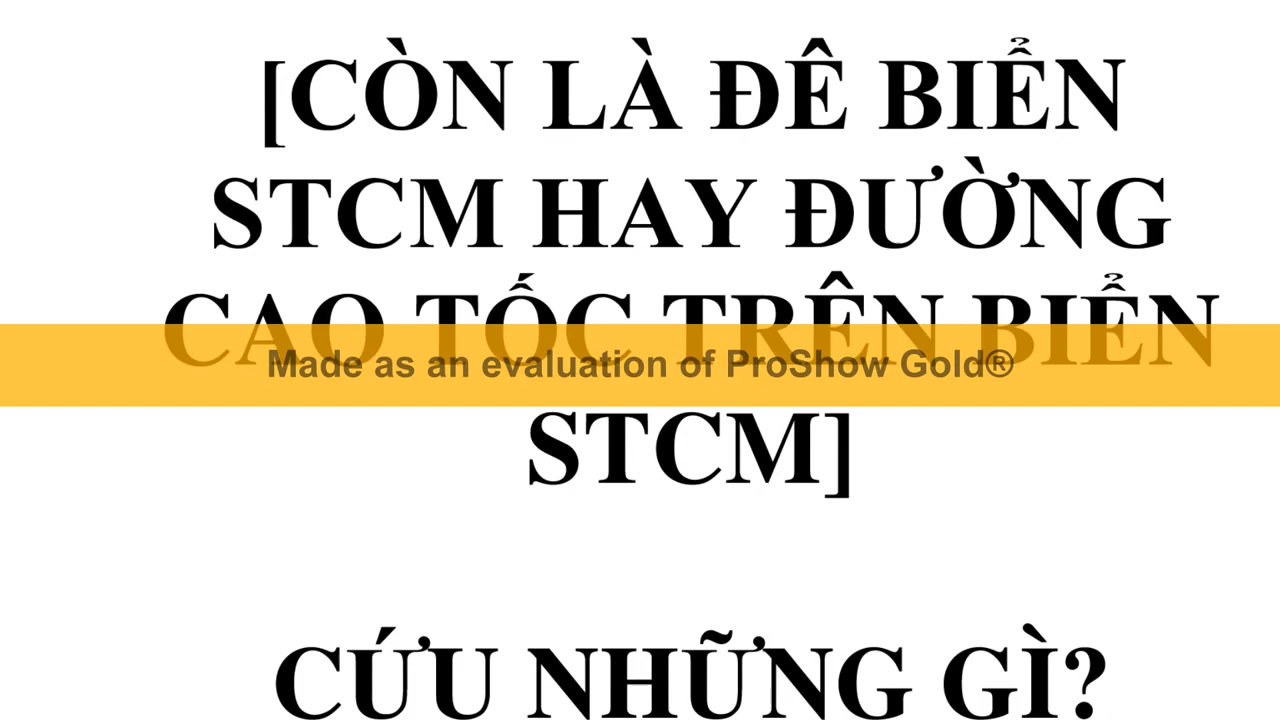 [CÒN LÀ ĐÊ BIỂN
STCM HAY ĐƯỜNG
CAO TỐC TRÊN BIỂN
Made as an evaluation of ProShow Gold®
STCM]
CỨU NHỮNG GÌ?